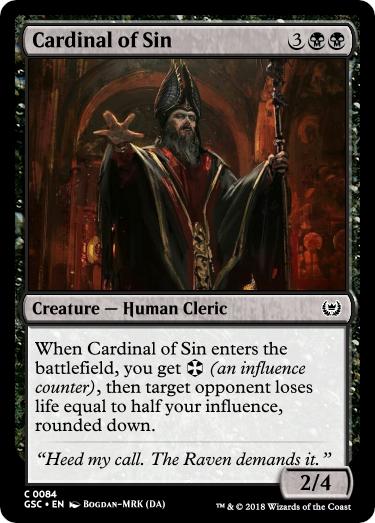 Cardinal of Sin 3
Creature — Human Cleric
When Cardinal of Sin enters the
battlefield, you get (an influence
counter), then target opponent loses
life equal to half your influence,
rounded down.
“Heed my call. The Raven demands it.”
2/4
C 0084
GSC • EN Bogdan-MRK (DA)
™ & © 2018 Wizards of the Coast